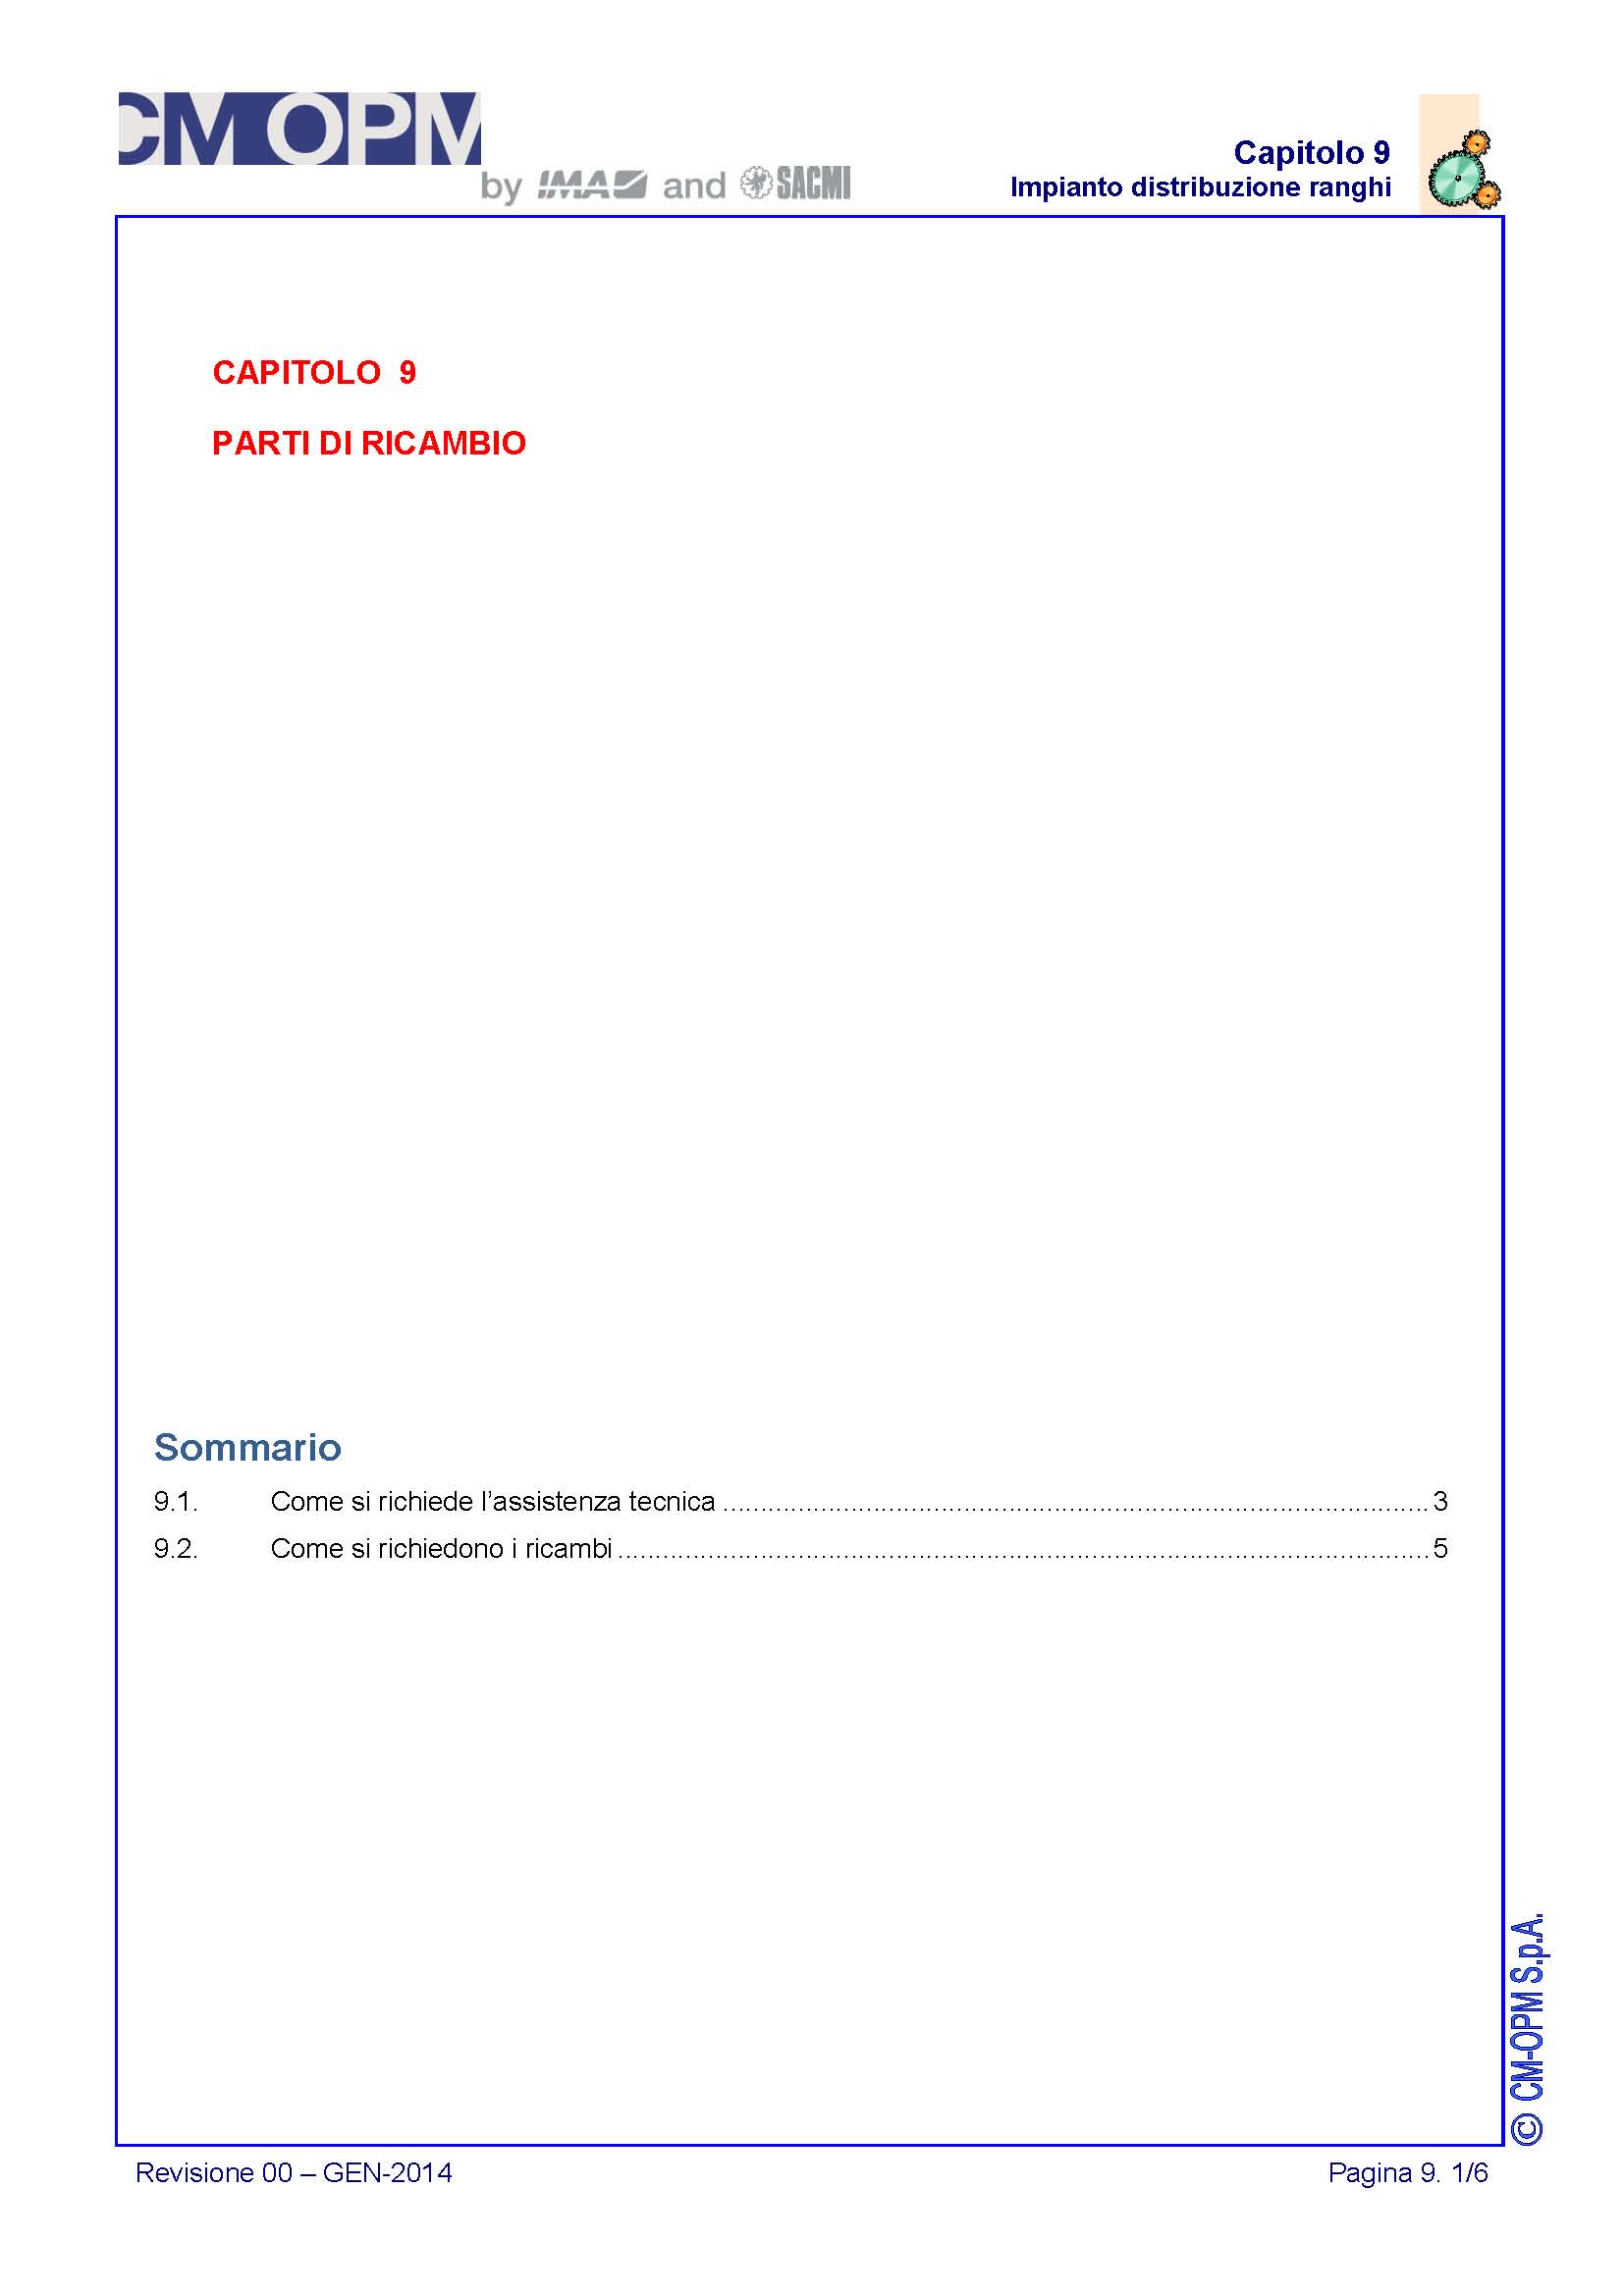 CM OPM
by IMA and SACMI
Capitolo 9
Impianto distribuzione ranghi
CAPITOLO  9
PARTI DI RICAMBIO
Sommario
9.1. Come si richiede l’assistenza tecnica ........................................ 3
9.2. Come si richiedono i ricambi ........................................ 5
© CM-OPM S.p.A.
Revisione 00 – GEN-2014
Pagina 9. 1/6